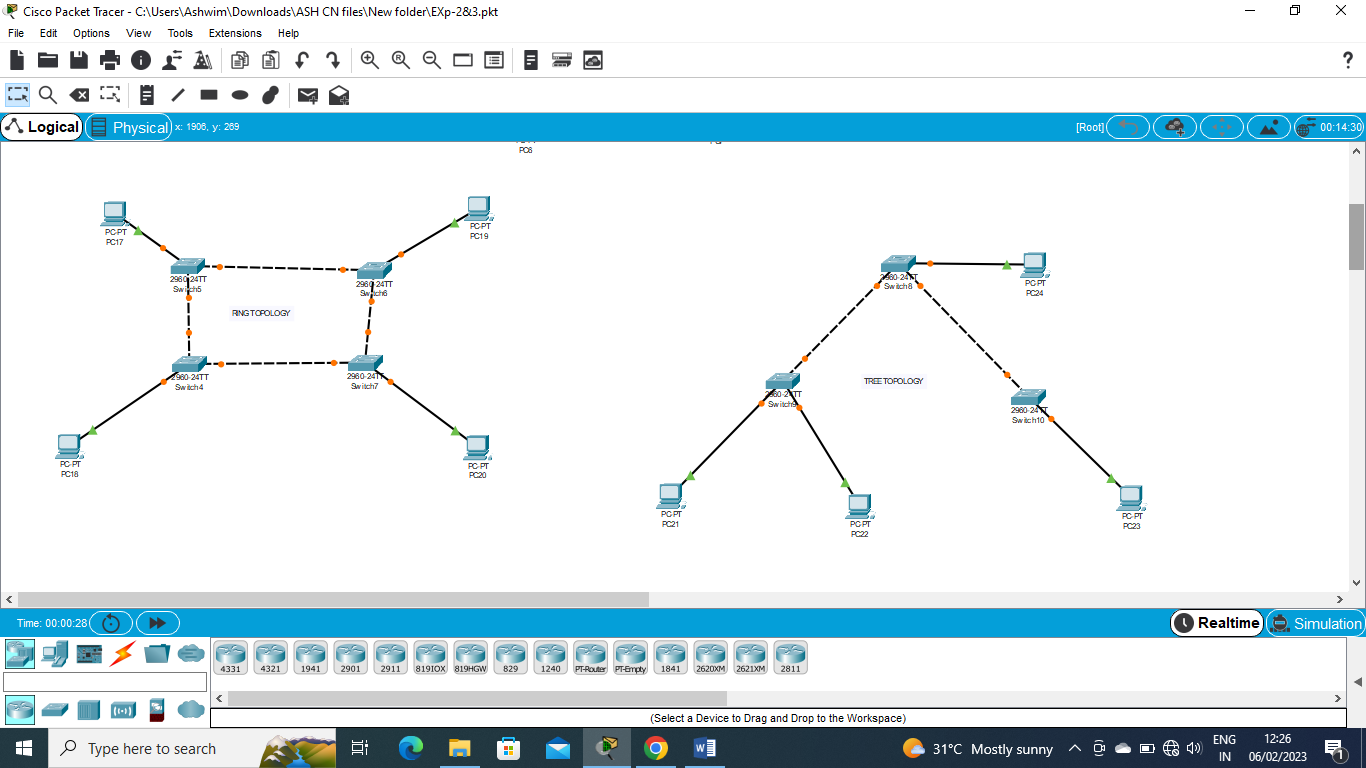 Cisco Packet Tracer - C:\Users\Ashwim\Downloads\ASH CN files\New folder\EXp-2&3.pkt
File Edit Options View Tools Extensions Help
?
Logical Physical x: 1906, y: 269 [Root] 00:14:30
PC6
PC-PT
PC17
PC-PT
PC19
2960-24TT
Switch5
2960-24TT
Switch6
RING TOPOLOGY
2960-24TT
Switch4
2960-24TT
Switch7
PC-PT
PC18
PC-PT
PC20
2960-24TT
Switch8
PC-PT
PC24
TREE TOPOLOGY
2960-24TT
Switch9
2960-24TT
Switch10
PC-PT
PC21
PC-PT
PC22
PC-PT
PC23
Time: 00:00:28 Realtime Simulation
4331 4321 1941 2901 2911 819IOX 819HGW 829 1240 PT-Router PT-Empty 1841 2620XM 2621XM 2811
(Select a Device to Drag and Drop to the Workspace)
Type here to search
31°C Mostly sunny
ENG
IN
12:26
06/02/2023
1